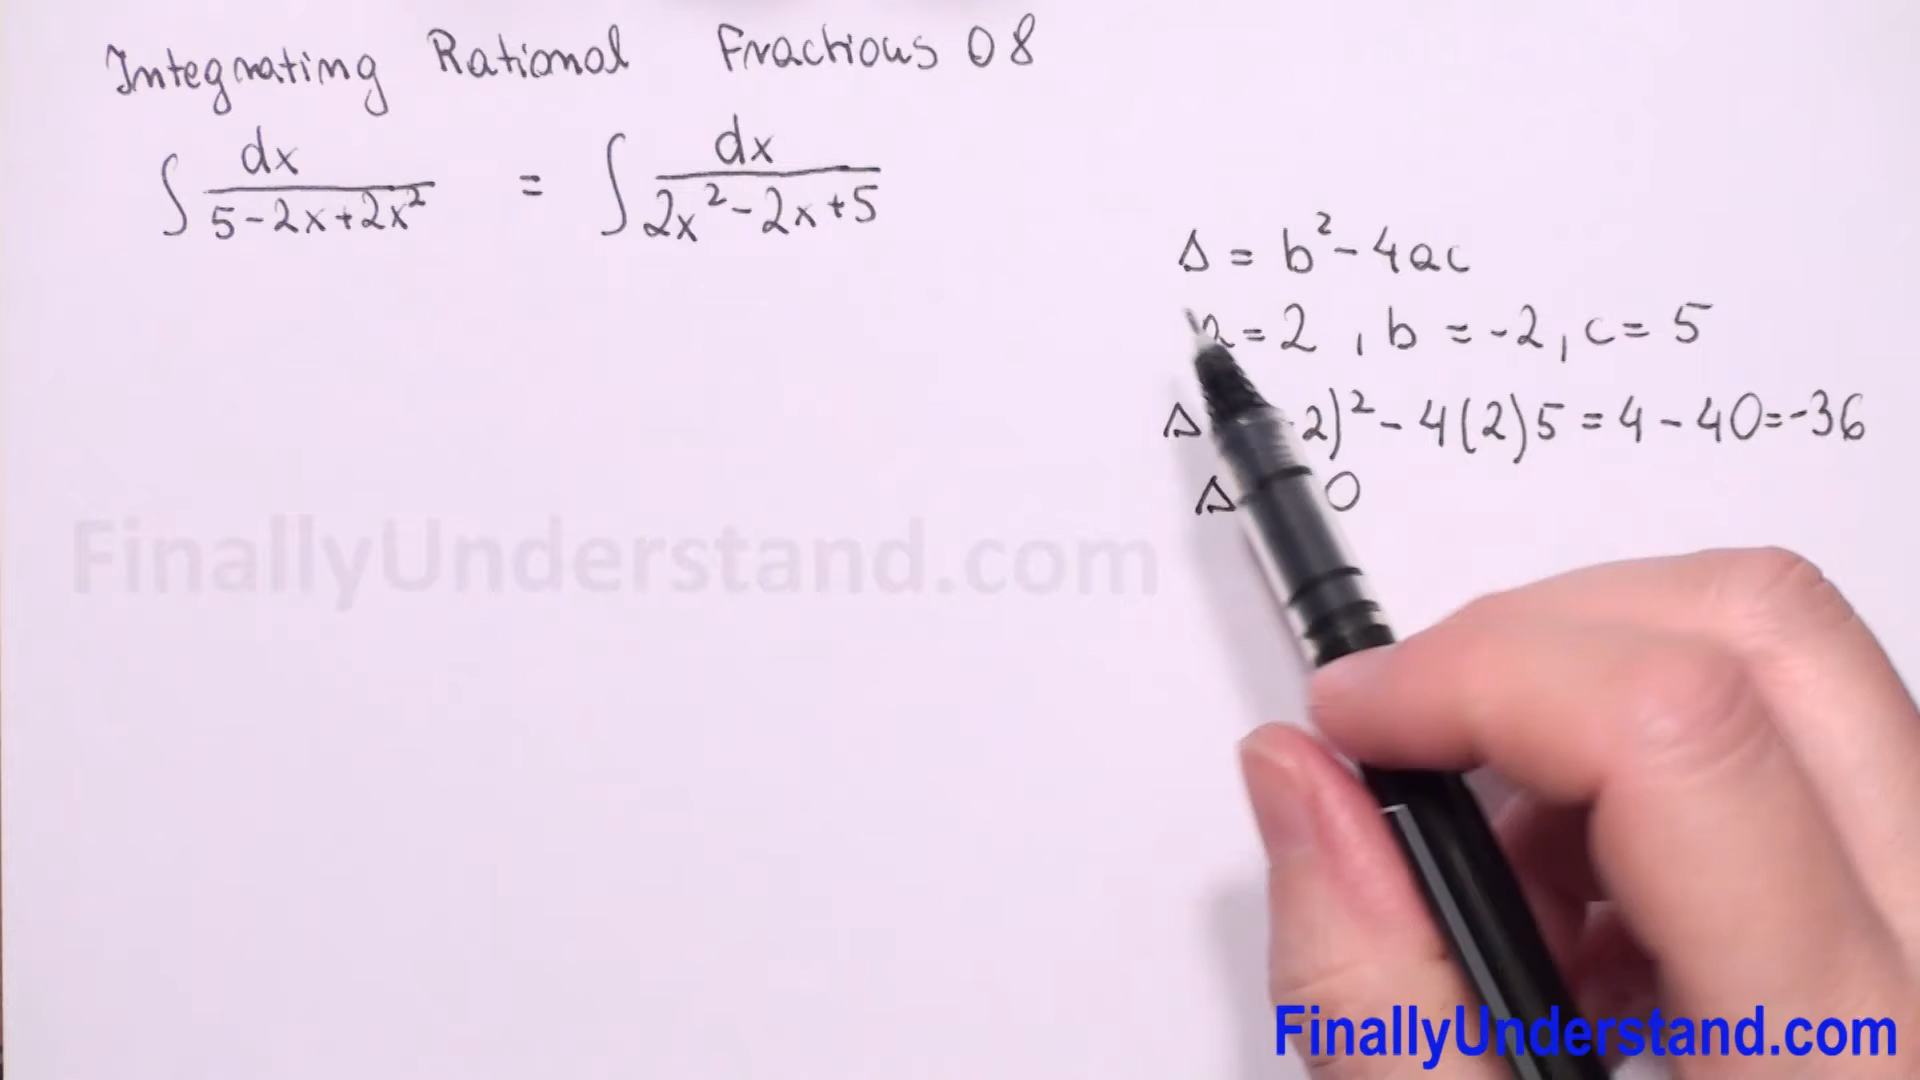 Integrating Rational Fractions 08
∫ dx / (5-2x+2x²) = ∫ dx / (2x²-2x+5)
Δ = b² - 4ac
a = 2 , b = -2, c = 5
Δ 2)² - 4(2)5 = 4 - 40 = -36
Δ 0
FinallyUnderstand.com
FinallyUnderstand.com